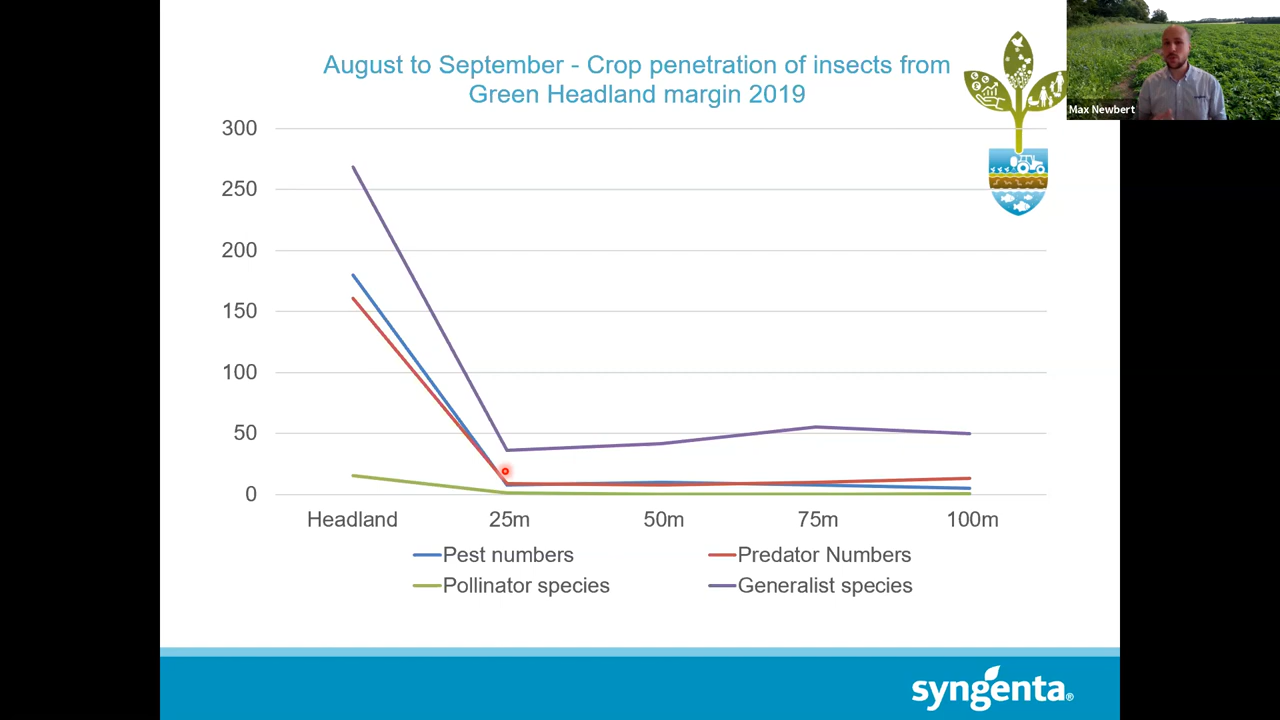 August to September - Crop penetration of insects from
Green Headland margin 2019
Max Newbert
300
250
200
150
100
50
0
Headland 25m 50m 75m 100m
Pest numbers Predator Numbers
Pollinator species Generalist species
syngenta®